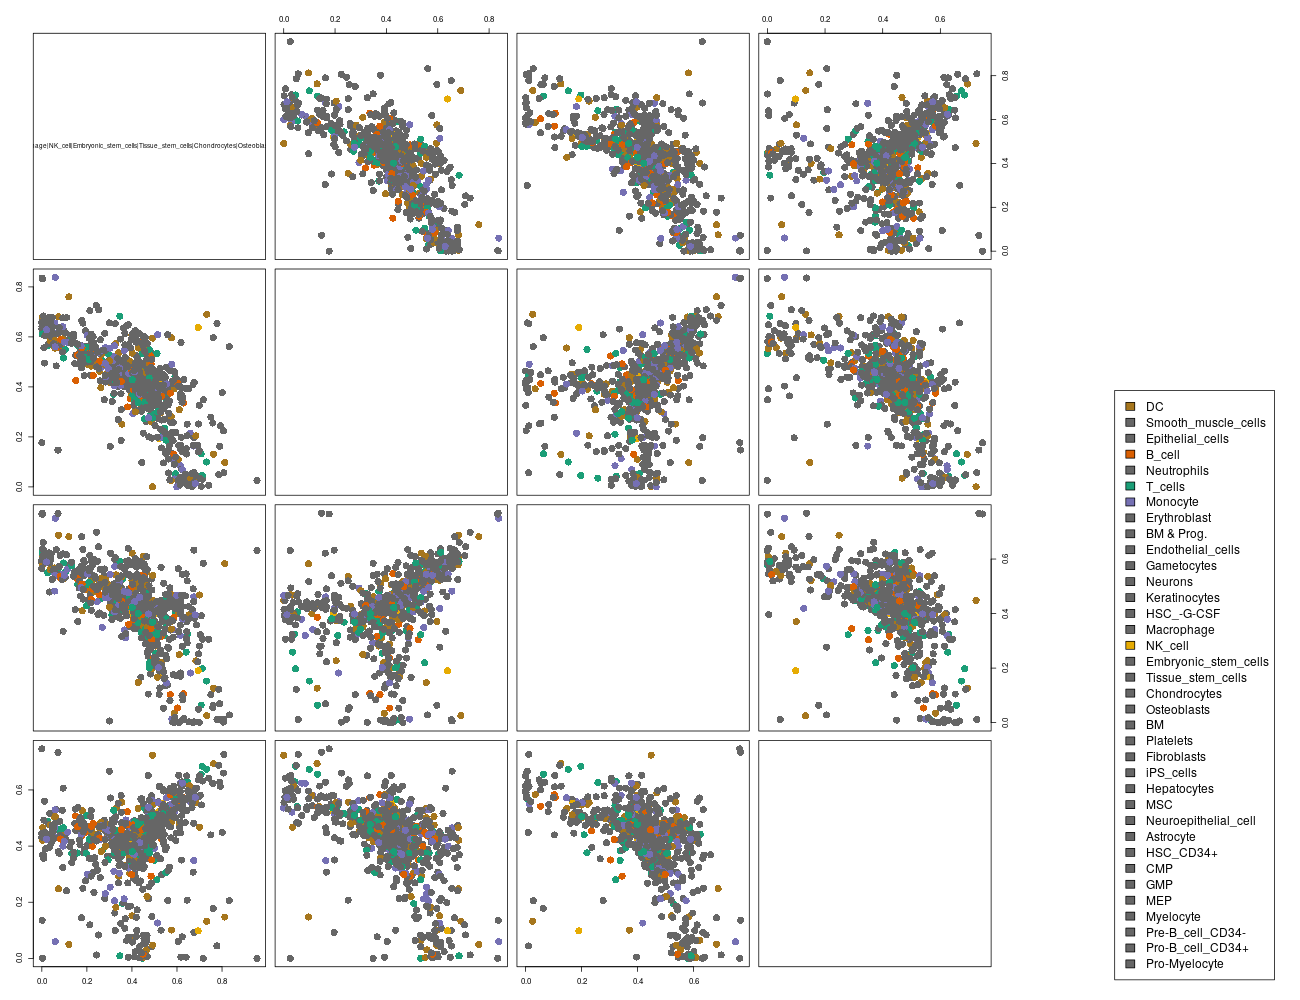 0.0 0.2 0.4 0.6 0.8
0.0 0.2 0.4 0.6
age|NK_cell|Embryonic_stem_cells|Tissue_stem_cells|Chondrocytes|Osteobla
0.8
0.6
0.4
0.2
0.0
0.8
0.6
0.4
0.2
0.0
0.6
0.4
0.2
0.0
0.6
0.4
0.2
0.0
0.0 0.2 0.4 0.6 0.8
0.0 0.2 0.4 0.6
DC
Smooth_muscle_cells
Epithelial_cells
B_cell
Neutrophils
T_cells
Monocyte
Erythroblast
BM & Prog.
Endothelial_cells
Gametocytes
Neurons
Keratinocytes
HSC_-G-CSF
Macrophage
NK_cell
Embryonic_stem_cells
Tissue_stem_cells
Chondrocytes
Osteoblasts
BM
Platelets
Fibroblasts
iPS_cells
Hepatocytes
MSC
Neuroepithelial_cell
Astrocyte
HSC_CD34+
CMP
GMP
MEP
Myelocyte
Pre-B_cell_CD34-
Pro-B_cell_CD34+
Pro-Myelocyte